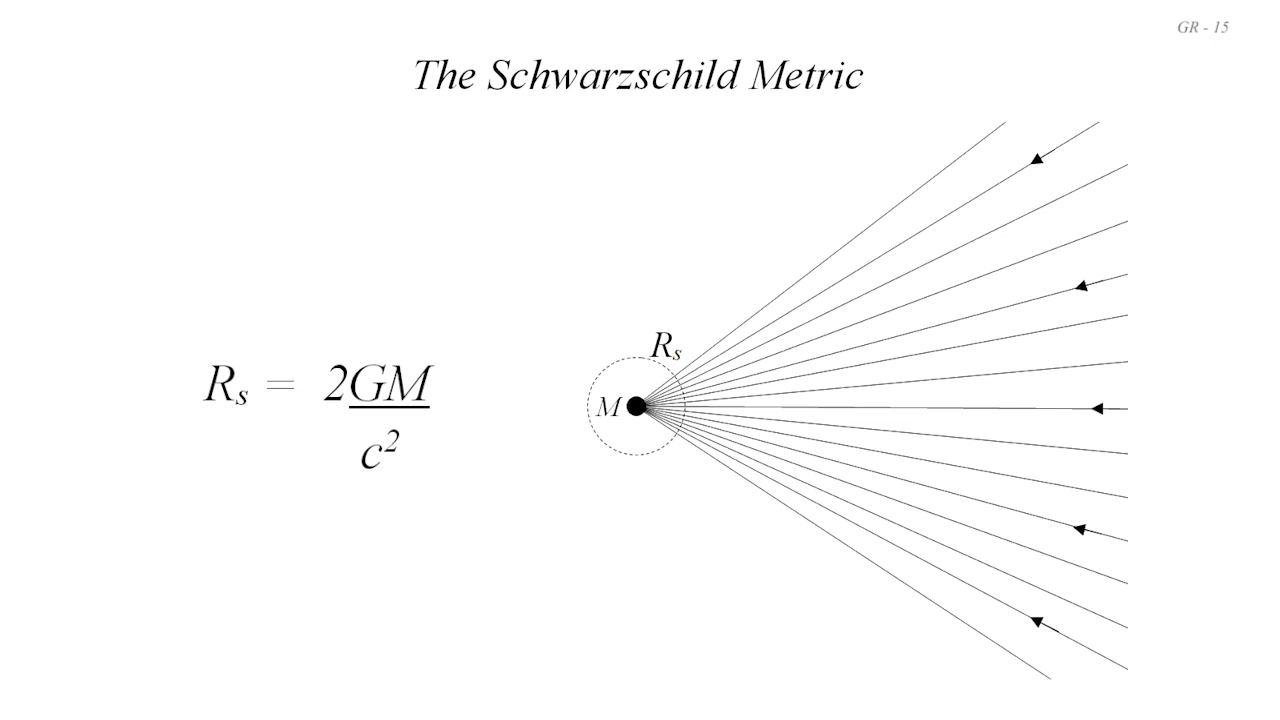 GR - 15
The Schwarzschild Metric
Rs
Rs = 2GM
c²
M